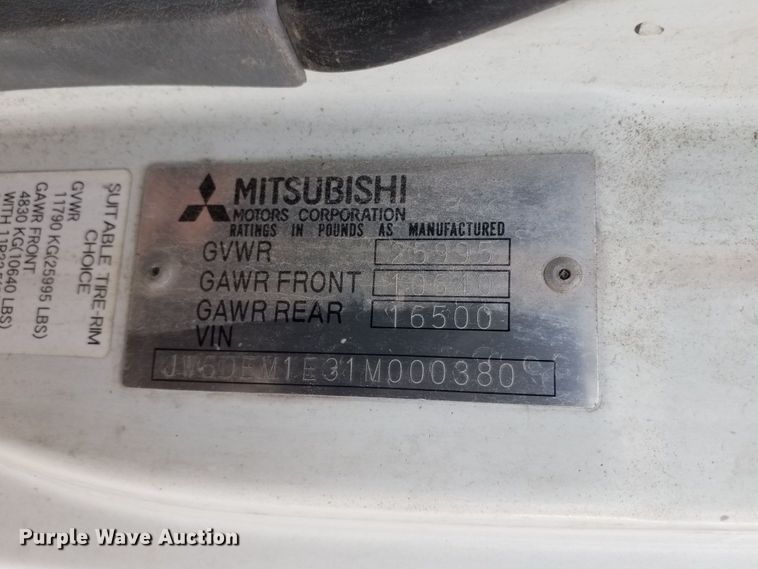 SUITABLE TIRE-RIM
CHOICE
GVWR
11790 KG(25995 LBS)
GAWR FRONT
4830 KG(10640 LBS)
MITSUBISHI
MOTORS CORPORATION
RATINGS IN POUNDS AS MANUFACTURED
GVWR 25995
GAWR FRONT 10640
GAWR REAR 16500
VIN
JW6DEM1E31M000380
Purple Wave Auction